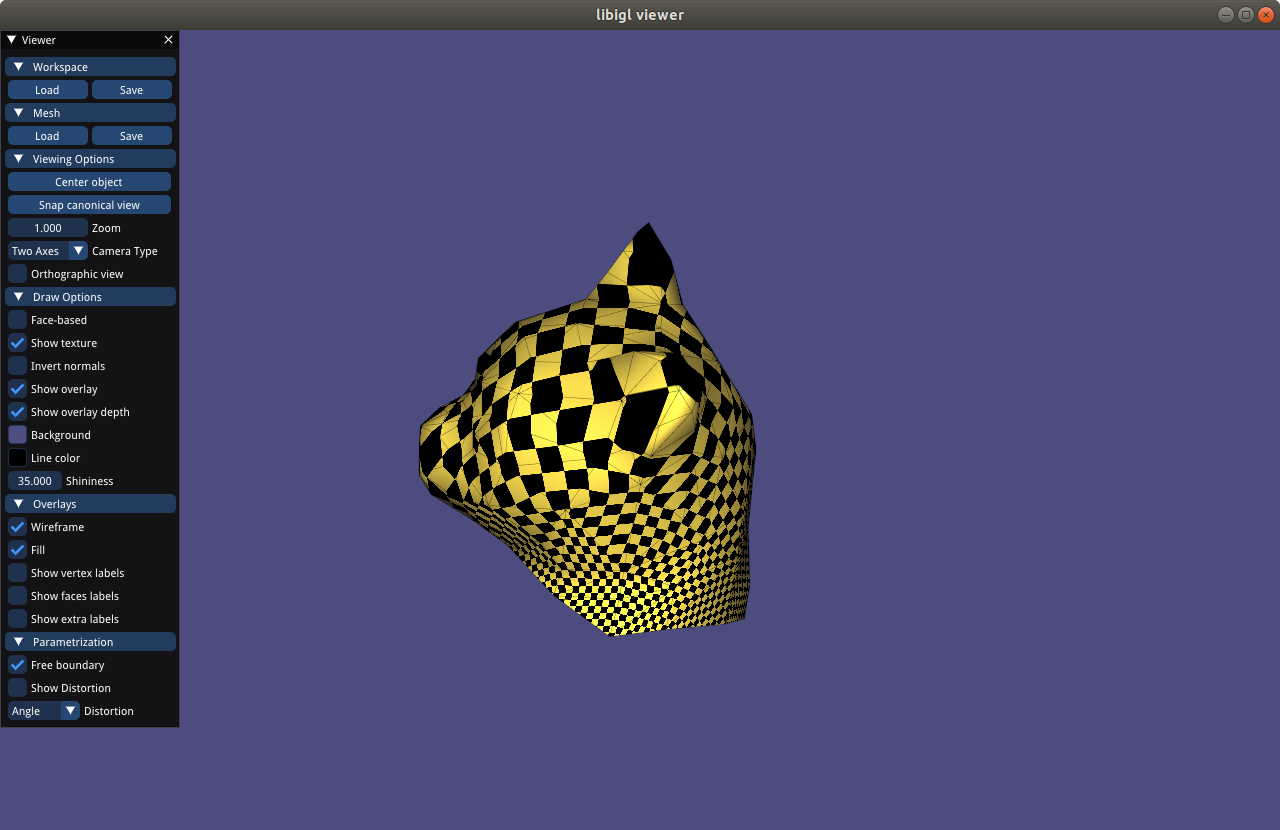 libigl viewer
Viewer
Workspace
Load Save
Mesh
Load Save
Viewing Options
Center object
Snap canonical view
1.000 Zoom
Two Axes Camera Type
Orthographic view
Draw Options
Face-based
Show texture
Invert normals
Show overlay
Show overlay depth
Background
Line color
35.000 Shininess
Overlays
Wireframe
Fill
Show vertex labels
Show faces labels
Show extra labels
Parametrization
Free boundary
Show Distortion
Angle Distortion